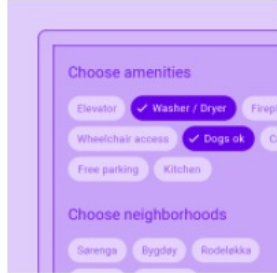 Choose amenities
Elevator Washer / Dryer
Wheelchair access Dogs ok
Free parking Kitchen
Choose neighborhoods
Sørenga Bygdøy Rodeløkka